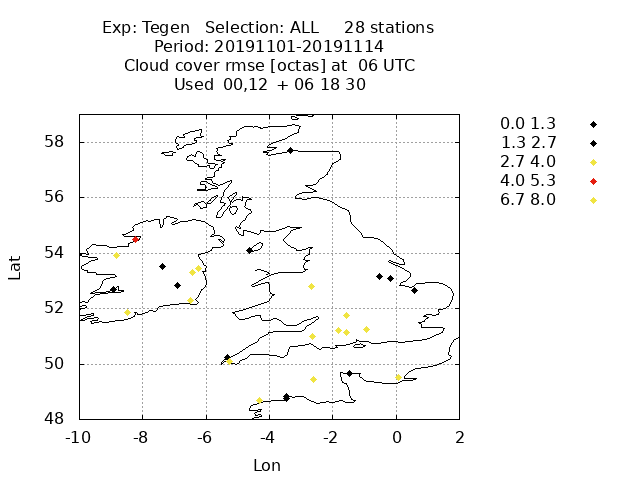 Exp: Tegen   Selection: ALL     28 stations
Period: 20191101-20191114
Cloud cover rmse [octas] at  06 UTC
Used  00,12  + 06 18 30
0.0 1.3
1.3 2.7
2.7 4.0
4.0 5.3
6.7 8.0
58
56
54
52
50
48
Lat
-10 -8 -6 -4 -2 0 2
Lon